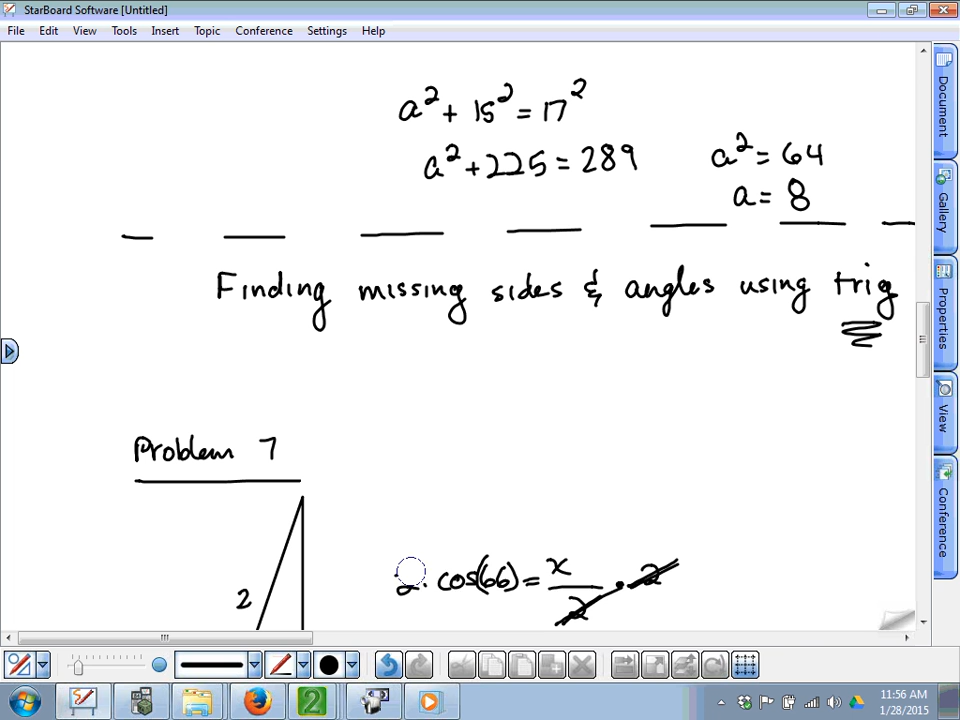 StarBoard Software [Untitled]
File Edit View Tools Insert Topic Conference Settings Help
a² + 15² = 17²
a² + 225 = 289
a² = 64
a = 8
Finding missing sides & angles using trig
Problem 7
2
2 · cos(66) = x/2 · 2
Document
Gallery
Properties
View
Conference
2
11:56 AM
1/28/2015